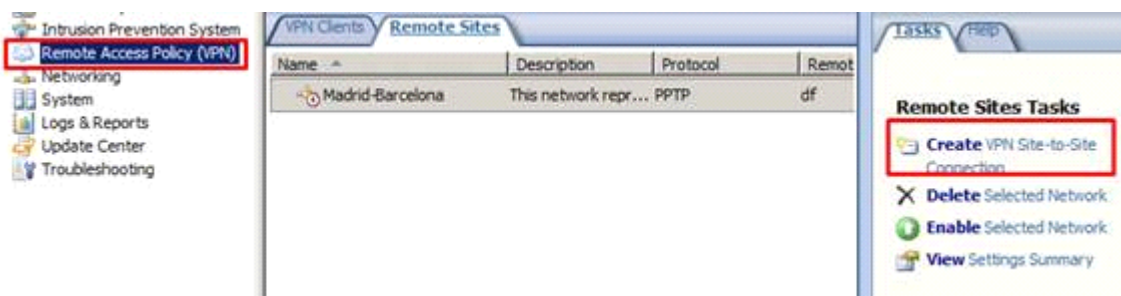 Intrusion Prevention System
Remote Access Policy (VPN)
Networking
System
Logs & Reports
Update Center
Troubleshooting
VPN Clients
Remote Sites
Name
Description
Protocol
Remot
Madrid-Barcelona
This network repr...
PPTP
df
Tasks
Help
Remote Sites Tasks
Create VPN Site-to-Site
Connection
Delete Selected Network
Enable Selected Network
View Settings Summary